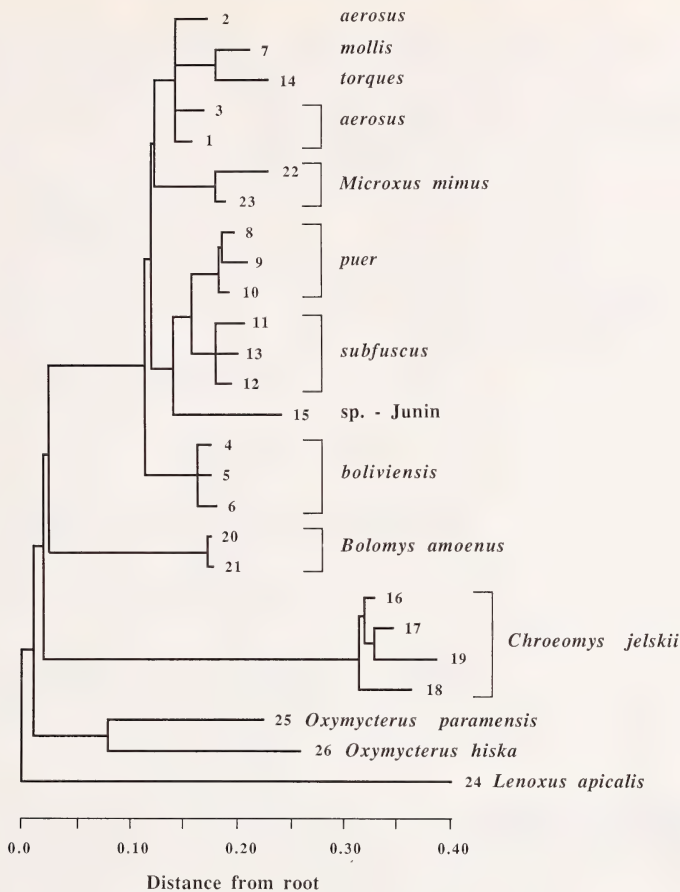 2 aerosus
7 mollis
14 torques
3
aerosus
1
22
Microxus mimus
23
8
9 puer
10
11
13 subfuscus
12
15 sp. - Junin
4
5 boliviensis
6
20
Bolomys amoenus
21
16
17
Chroeomys jelskii
19
18
25 Oxymycterus paramensis
26 Oxymycterus hiska
24 Lenoxus apicalis
0.0 0.10 0.20 0.30 0.40
Distance from root